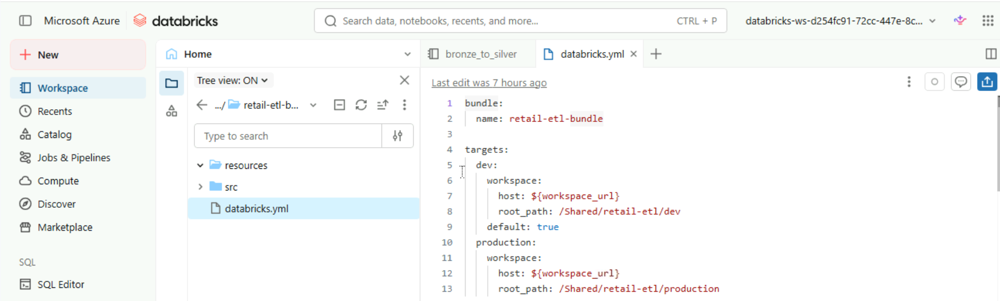 Microsoft Azure databricks
Search data, notebooks, recents, and more... CTRL + P
databricks-ws-d254fc91-72cc-447e-8c...
New
Workspace
Recents
Catalog
Jobs & Pipelines
Compute
Discover
Marketplace
SQL
SQL Editor
Home
Tree view: ON
.../ retail-etl-b...
Type to search
resources
src
databricks.yml
bronze_to_silver
databricks.yml
Last edit was 7 hours ago
1 bundle:
2 name: retail-etl-bundle
3
4 targets:
5 dev:
6 workspace:
7 host: ${workspace_url}
8 root_path: /Shared/retail-etl/dev
9 default: true
10 production:
11 workspace:
12 host: ${workspace_url}
13 root_path: /Shared/retail-etl/production